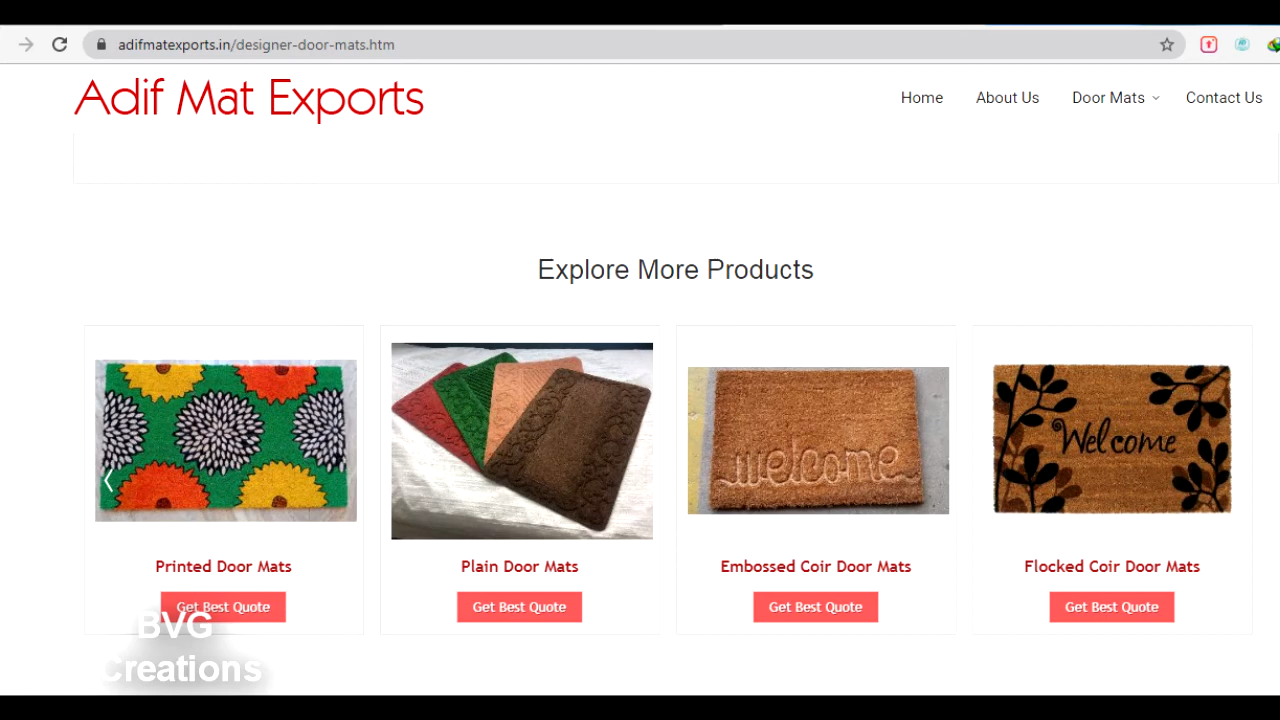 adifmatexports.in/designer-door-mats.htm
Adif Mat Exports
Home About Us Door Mats Contact Us
Explore More Products
welcome
Welcome
Printed Door Mats Plain Door Mats Embossed Coir Door Mats Flocked Coir Door Mats
Get Best Quote Get Best Quote Get Best Quote Get Best Quote
BVG
Creations